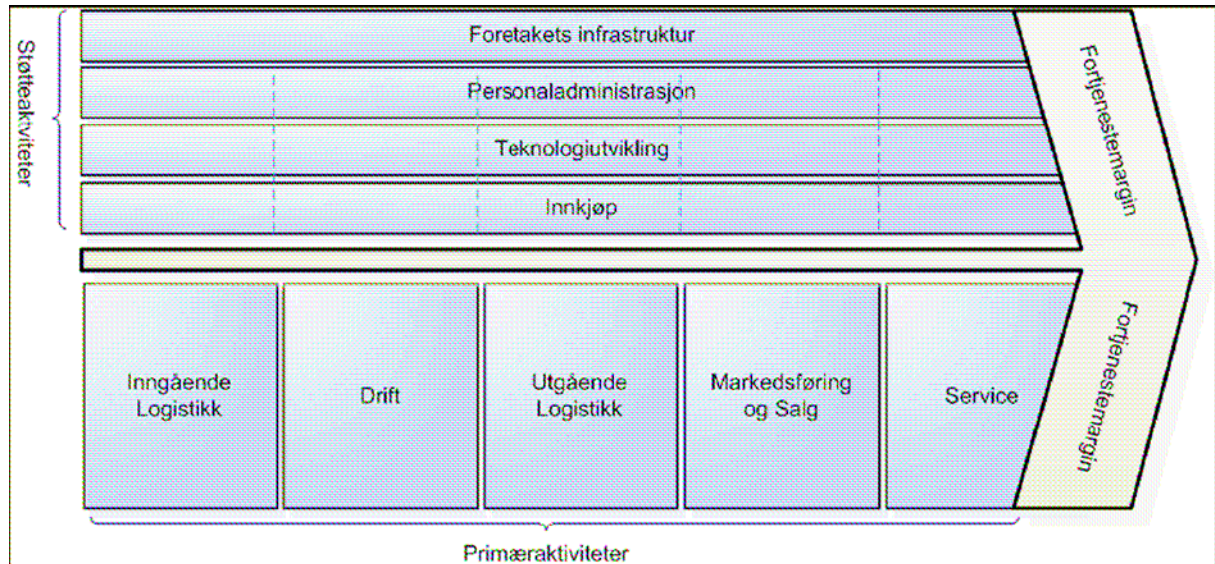 Støtteaktiviteter
Foretakets infrastruktur
Personaladministrasjon
Teknologiutvikling
Innkjøp
Fortjenestemargin
Inngående
Logistikk
Drift
Utgående
Logistikk
Markedsføring
og Salg
Service
Fortjenestemargin
Primæraktiviteter